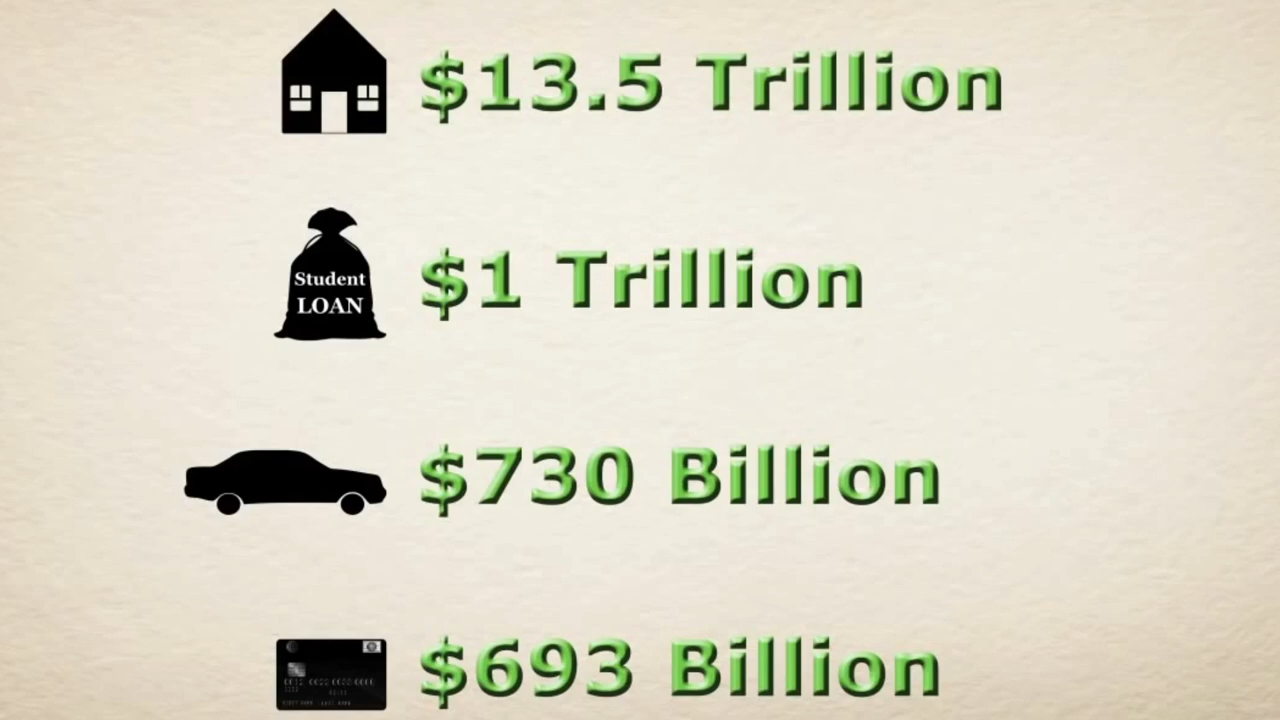 $13.5 Trillion
Student
LOAN
$1 Trillion
$730 Billion
$693 Billion